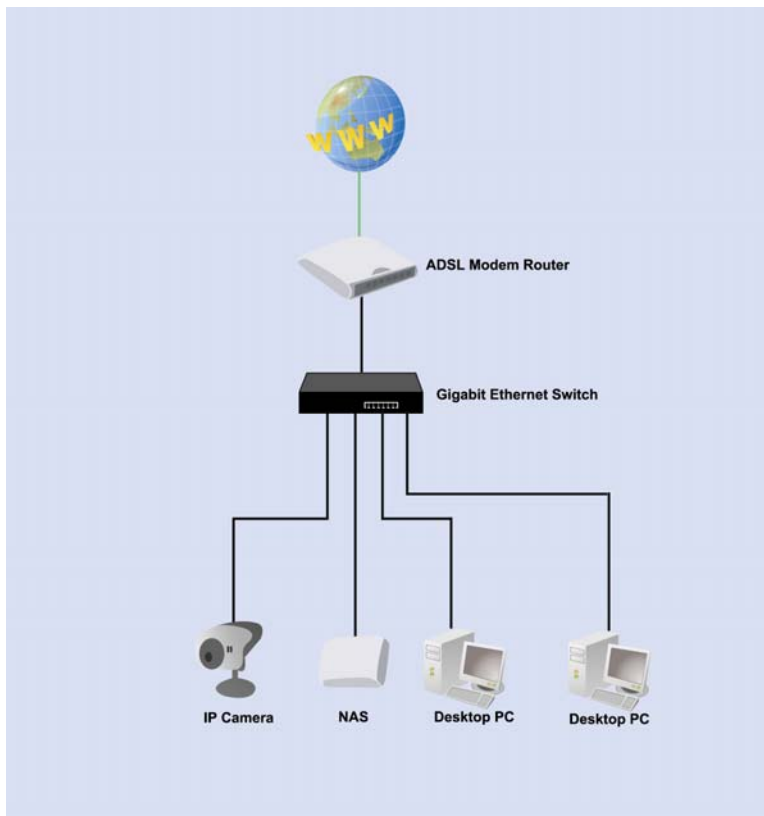 WWW
ADSL Modem Router
Gigabit Ethernet Switch
IP Camera
NAS
Desktop PC
Desktop PC